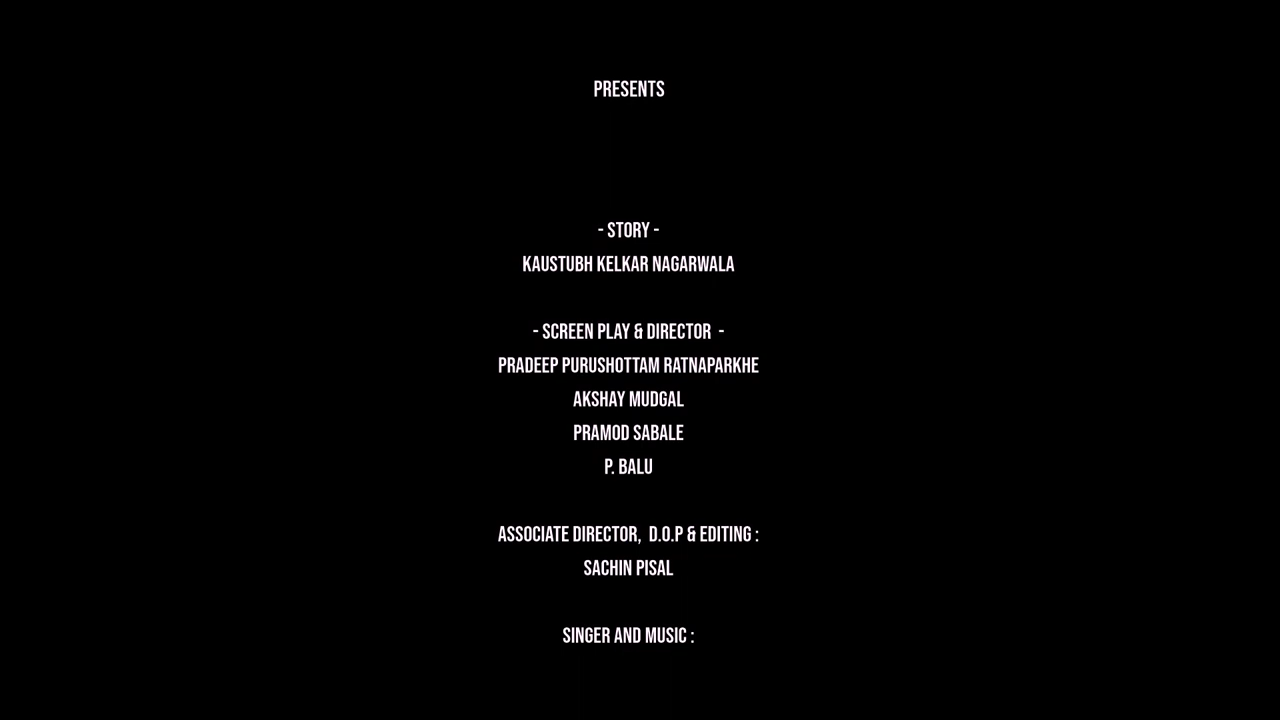 PRESENTS
- STORY -
KAUSTUBH KELKAR NAGARWALA
- SCREEN PLAY & DIRECTOR -
PRADEEP PURUSHOTTAM RATNAPARKHE
AKSHAY MUDGAL
PRAMOD SABALE
P. BALU
ASSOCIATE DIRECTOR, D.O.P & EDITING :
SACHIN PISAL
SINGER AND MUSIC :